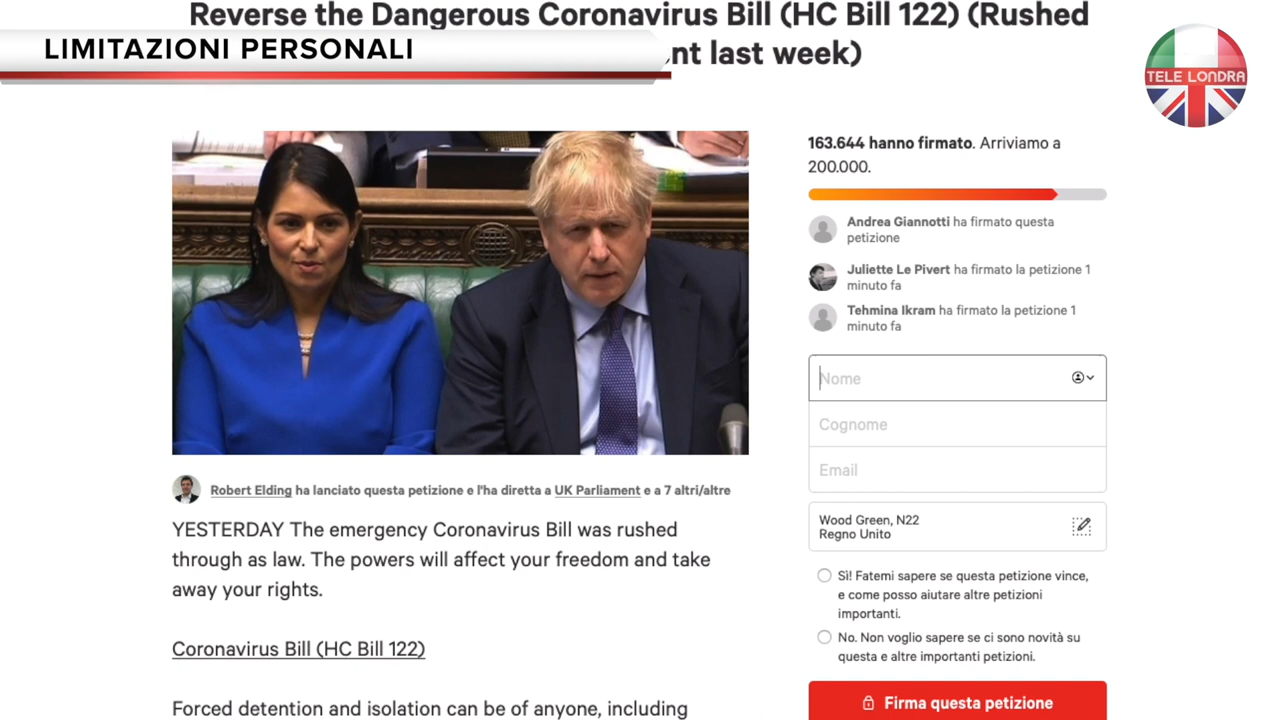 Reverse the Dangerous Coronavirus Bill (HC Bill 122) (Rushed
LIMITAZIONI PERSONALI
nt last week)
TELE LONDRA
163.644 hanno firmato. Arriviamo a
200.000.
Andrea Giannotti ha firmato questa
petizione
Juliette Le Pivert ha firmato la petizione 1
minuto fa
Tehmina Ikram ha firmato la petizione 1
minuto fa
Nome
Cognome
Email
Robert Elding ha lanciato questa petizione e l'ha diretta a UK Parliament e a 7 altri/altre
Wood Green, N22
Regno Unito
YESTERDAY The emergency Coronavirus Bill was rushed
through as law. The powers will affect your freedom and take
away your rights.
Sì! Fatemi sapere se questa petizione vince,
e come posso aiutare altre petizioni
importanti.
No. Non voglio sapere se ci sono novità su
questa e altre importanti petizioni.
Coronavirus Bill (HC Bill 122)
Firma questa petizione
Forced detention and isolation can be of anyone, including